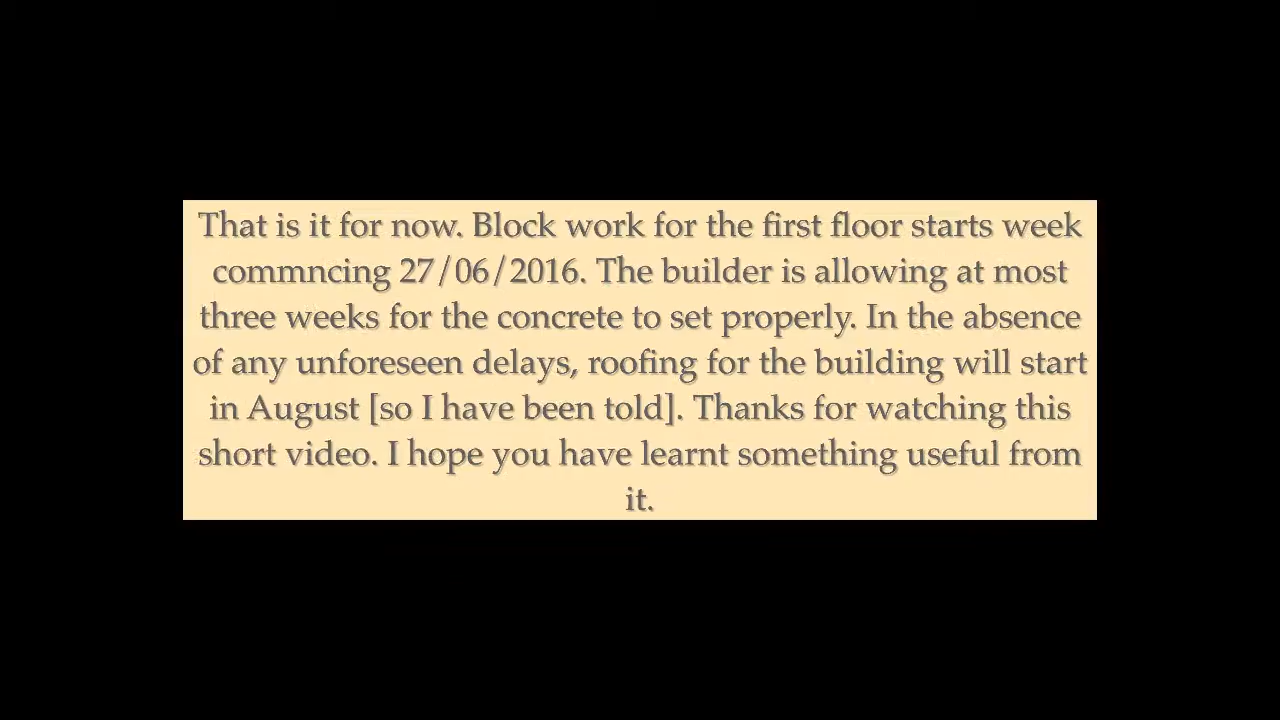 That is it for now. Block work for the first floor starts week
commncing 27/06/2016. The builder is allowing at most
three weeks for the concrete to set properly. In the absence
of any unforeseen delays, roofing for the building will start
in August [so I have been told]. Thanks for watching this
short video. I hope you have learnt something useful from
it.